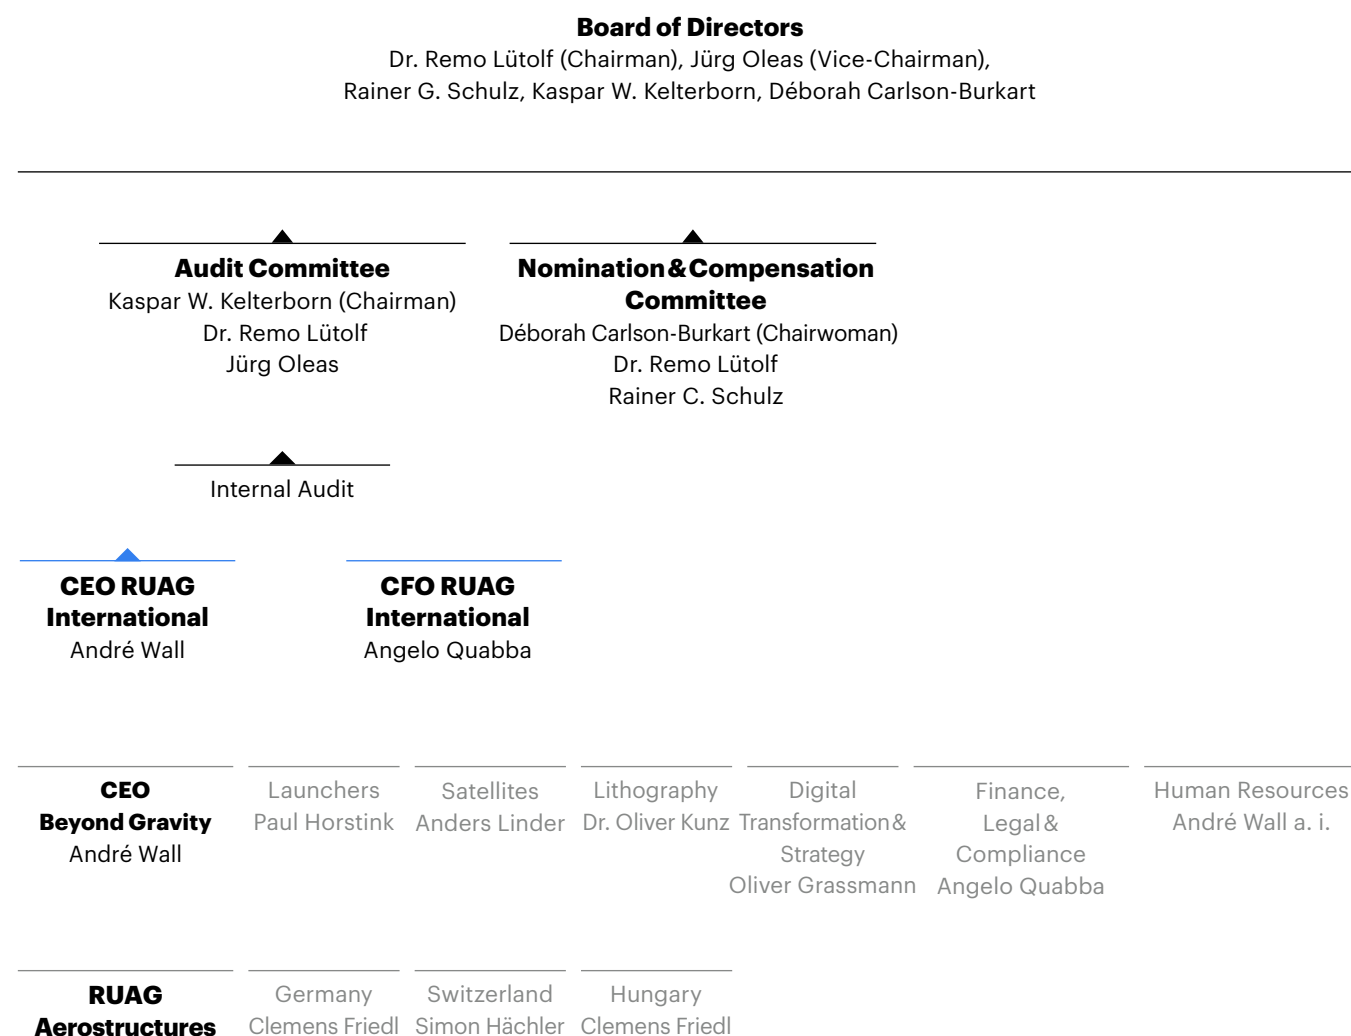 Board of Directors
Dr. Remo Lütolf (Chairman), Jürg Oleas (Vice-Chairman),
Rainer G. Schulz, Kaspar W. Kelterborn, Déborah Carlson-Burkart
Audit Committee
Kaspar W. Kelterborn (Chairman)
Dr. Remo Lütolf
Jürg Oleas
Nomination & Compensation
Committee
Déborah Carlson-Burkart (Chairwoman)
Dr. Remo Lütolf
Rainer C. Schulz
Internal Audit
CEO RUAG
International
André Wall
CFO RUAG
International
Angelo Quabba
CEO
Beyond Gravity
André Wall
Launchers
Paul Horstink
Satellites
Anders Linder
Lithography
Dr. Oliver Kunz
Digital
Transformation &
Strategy
Oliver Grassmann
Finance,
Legal &
Compliance
Angelo Quabba
Human Resources
André Wall a. i.
RUAG
Aerostructures
Germany
Clemens Friedl
Switzerland
Simon Hächler
Hungary
Clemens Friedl